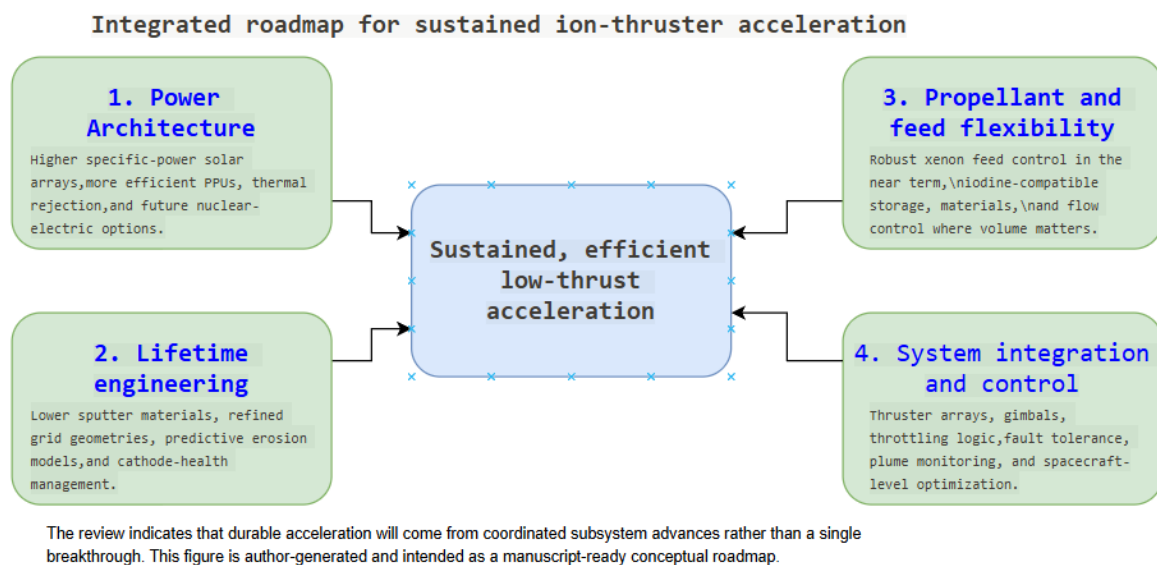 Integrated roadmap for sustained ion-thruster acceleration
1. Power
Architecture
Higher specific-power solar
arrays,more efficient PPUs, thermal
rejection,and future nuclear-
electric options.
2. Lifetime
engineering
Lower sputter materials, refined
grid geometries, predictive erosion
models,and cathode-health
management.
Sustained, efficient
low-thrust
acceleration
3. Propellant and
feed flexibility
Robust xenon feed control in the
near term,\niodine-compatible
storage, materials,\nand flow
control where volume matters.
4. System integration
and control
Thruster arrays, gimbals,
throttling logic,fault tolerance,
plume monitoring, and spacecraft-
level optimization.
The review indicates that durable acceleration will come from coordinated subsystem advances rather than a single
breakthrough. This figure is author-generated and intended as a manuscript-ready conceptual roadmap.